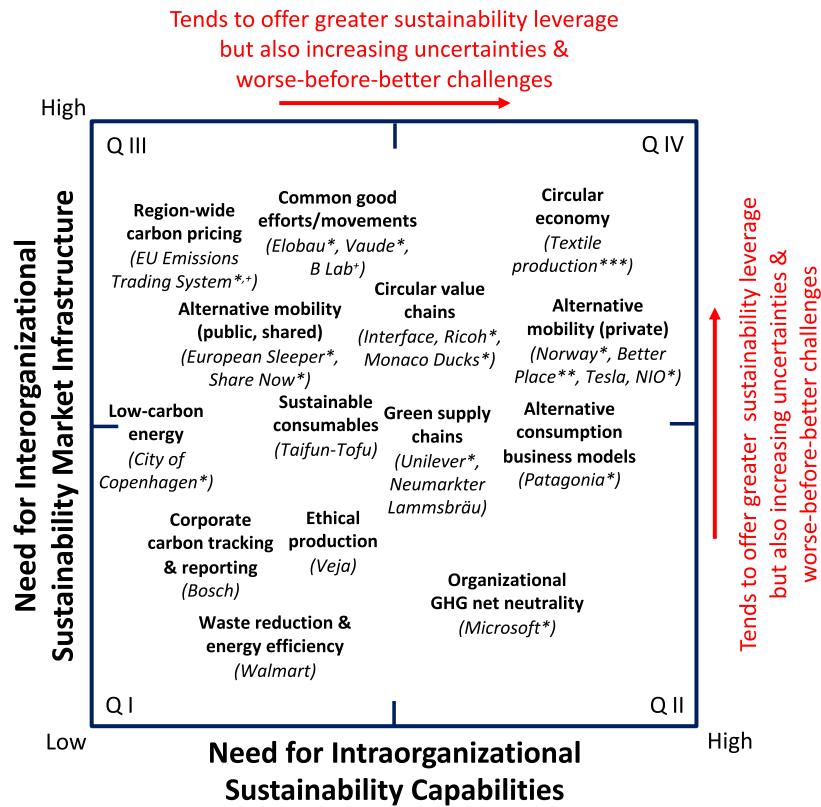 Tends to offer greater sustainability leverage
but also increasing uncertainties &
worse-before-better challenges
High
Q III
Q IV
Region-wide
carbon pricing
(EU Emissions
Trading System*,+)
Common good
efforts/movements
(Elobau*, Vaude*,
B Lab+)
Circular
economy
(Textile
production***)
Alternative mobility
(public, shared)
(European Sleeper*,
Share Now*)
Circular value
chains
(Interface, Ricoh*,
Monaco Ducks*)
Alternative
mobility (private)
(Norway*, Better
Place**, Tesla, NIO*)
Low-carbon
energy
(City of
Copenhagen*)
Sustainable
consumables
(Taifun-Tofu)
Green supply
chains
(Unilever*,
Neumarkter
Lammsbräu)
Alternative
consumption
business models
(Patagonia*)
Corporate
carbon tracking
& reporting
(Bosch)
Ethical
production
(Veja)
Organizational
GHG net neutrality
(Microsoft*)
Waste reduction &
energy efficiency
(Walmart)
Q I
Q II
Low
High
Need for Intraorganizational
Sustainability Capabilities
Need for Interorganizational
Sustainability Market Infrastructure
Tends to offer greater sustainability leverage
but also increasing uncertainties &
worse-before-better challenges